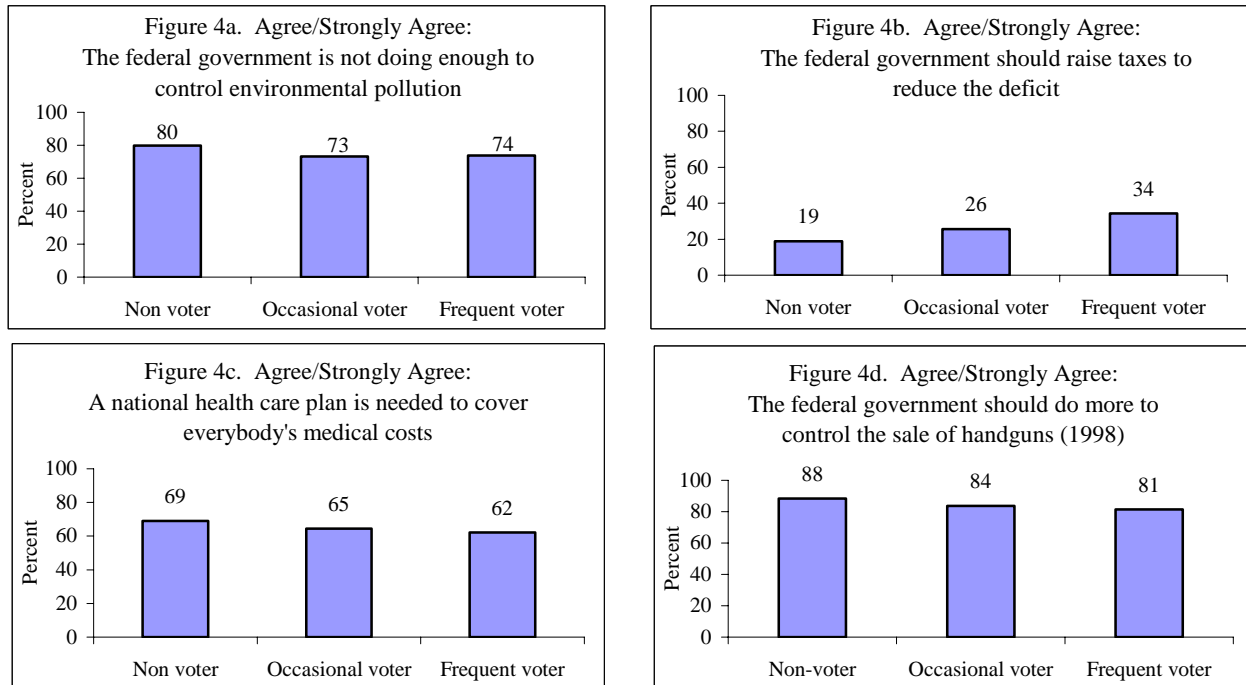 Figure 4a. Agree/Strongly Agree:
The federal government is not doing enough to
control environmental pollution
100
80
60
40
20
0
Percent
80
73
74
Non voter
Occasional voter
Frequent voter
Figure 4b. Agree/Strongly Agree:
The federal government should raise taxes to
reduce the deficit
100
80
60
40
20
0
Percent
19
26
34
Non voter
Occasional voter
Frequent voter
Figure 4c. Agree/Strongly Agree:
A national health care plan is needed to cover
everybody's medical costs
100
80
60
40
20
0
Percent
69
65
62
Non voter
Occasional voter
Frequent voter
Figure 4d. Agree/Strongly Agree:
The federal government should do more to
control the sale of handguns (1998)
100
80
60
40
20
0
Percent
88
84
81
Non-voter
Occasional voter
Frequent voter